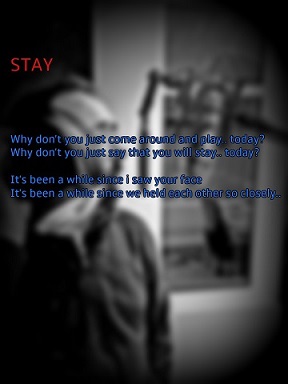 STAY
Why don't you just come around and play.. today?
Why don't you just say that you will stay.. today?
It's been a while since i saw your face
It's been a while since we held each other so closely..